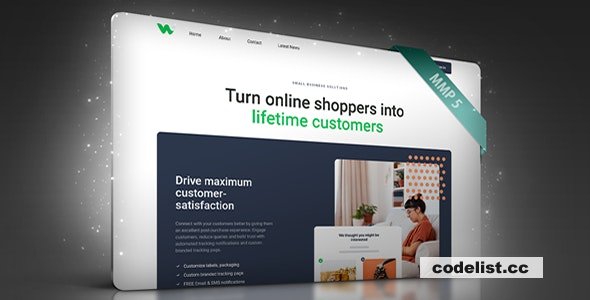 Home About Contact Latest News
MMP 5
SMALL BUSINESS SOLUTIONS
Turn online shoppers into
lifetime customers
Drive maximum
customer-
satisfaction
Connect with your customers better by giving them
an excellent post-purchase experience. Engage
customers, reduce queries and build trust with
automated tracking notifications and custom
branded tracking page.
Customize labels, packaging
Custom branded tracking page
FREE Email & SMS notifications
We thought you might be
interested
codelist.cc